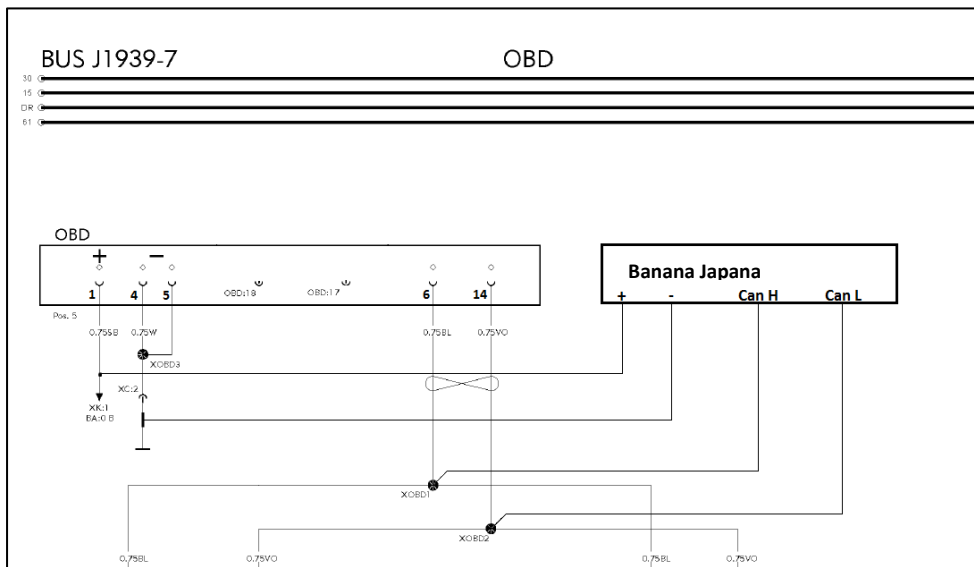 BUS J1939-7 OBD
30
15
DR
61
OBD
+ −
1 4 5 OBD:18 OBD:17 6 14
Banana Japana
+ - Can H Can L
Pos. 5
0.75SB 0.75W 0.75BL 0.75VO
XOBD3
XC:2
XK:1
BA:0 B
XOBD1
XOBD2
0.75BL 0.75VO 0.75BL 0.75VO